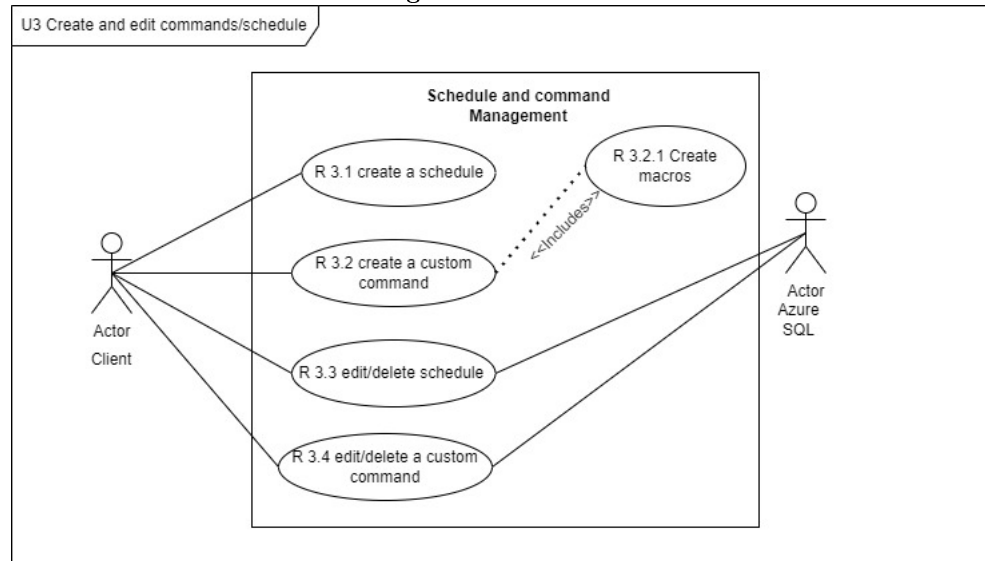 U3 Create and edit commands/schedule
Schedule and command
Management
R 3.1 create a schedule
R 3.2.1 Create
macros
<<Includes>>
R 3.2 create a custom
command
Actor
Client
Actor
Azure
SQL
R 3.3 edit/delete schedule
R 3.4 edit/delete a custom
command